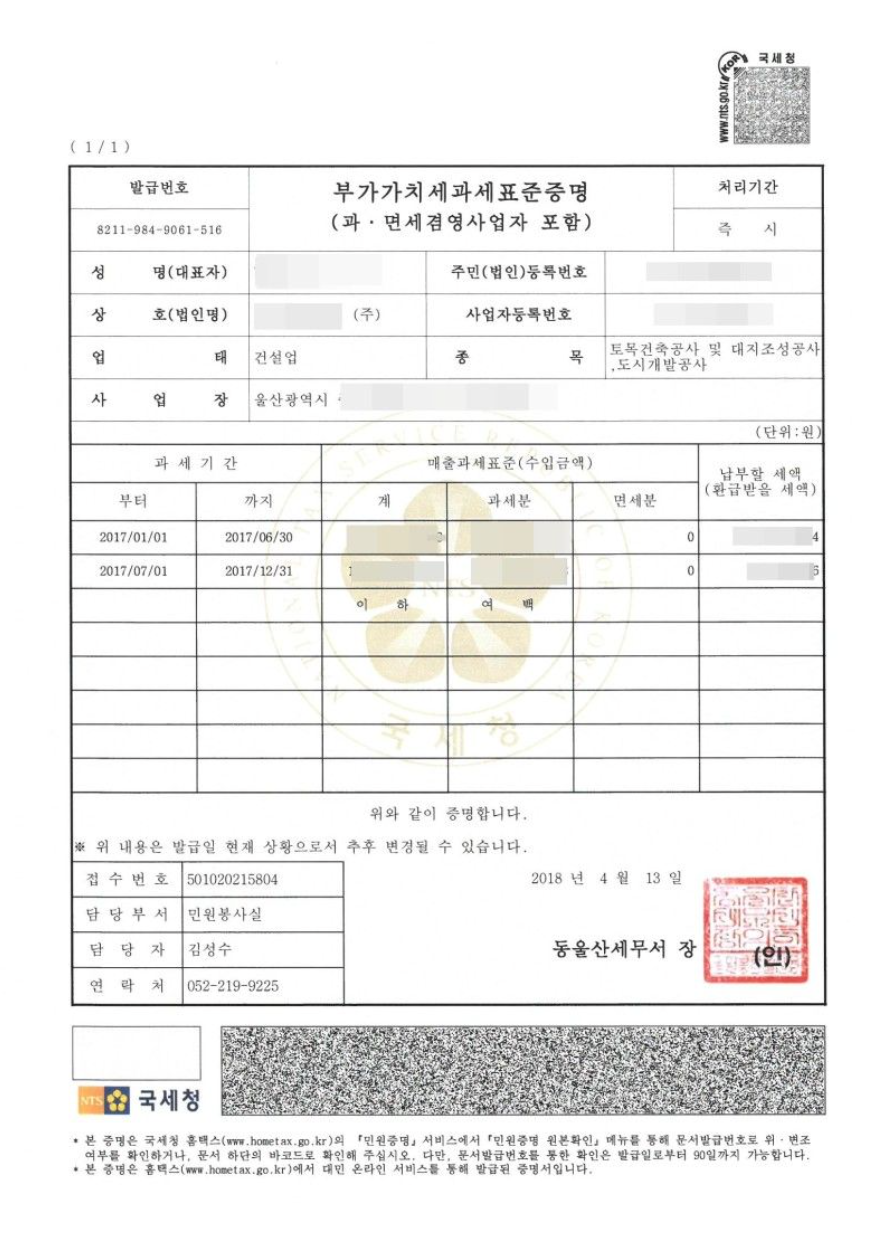 국세청
KOR
www.nts.go.kr
( 1 / 1 )
발급번호
부가가치세과세표준증명
처리기간
8211-984-9061-516
(과 · 면세겸영사업자 포함)
즉 시
성 명(대표자)
주민(법인)등록번호
상 호(법인명)
(주)
사업자등록번호
업 태
건설업
종 목
토목건축공사 및 대지조성공사
,도시개발공사
사 업 장
울산광역시
(단위:원)
과 세 기 간
매출과세표준(수입금액)
납부할 세액
(환급받을 세액)
부터
까지
계
과세분
면세분
2017/01/01
2017/06/30
0
4
2017/07/01
2017/12/31
0
6
이 하 여 백
NATIONAL TAX SERVICE REPUBLIC OF KOREA
NTS
국세청
위와 같이 증명합니다.
※ 위 내용은 발급일 현재 상황으로서 추후 변경될 수 있습니다.
접 수 번 호
501020215804
2018 년 4 월 13 일
담 당 부 서
민원봉사실
담 당 자
김성수
동울산세무서 장
(인)
연 락 처
052-219-9225
NTS 국세청
* 본 증명은 국세청 홈택스(www.hometax.go.kr)의 『민원증명』 서비스에서『민원증명 원본확인』메뉴를 통해 문서발급번호로 위 · 변조
여부를 확인하거나, 문서 하단의 바코드로 확인해 주십시오. 다만, 문서발급번호를 통한 확인은 발급일로부터 90일까지 가능합니다.
* 본 증명은 홈택스(www.hometax.go.kr)에서 대민 온라인 서비스를 통해 발급된 증명서입니다.